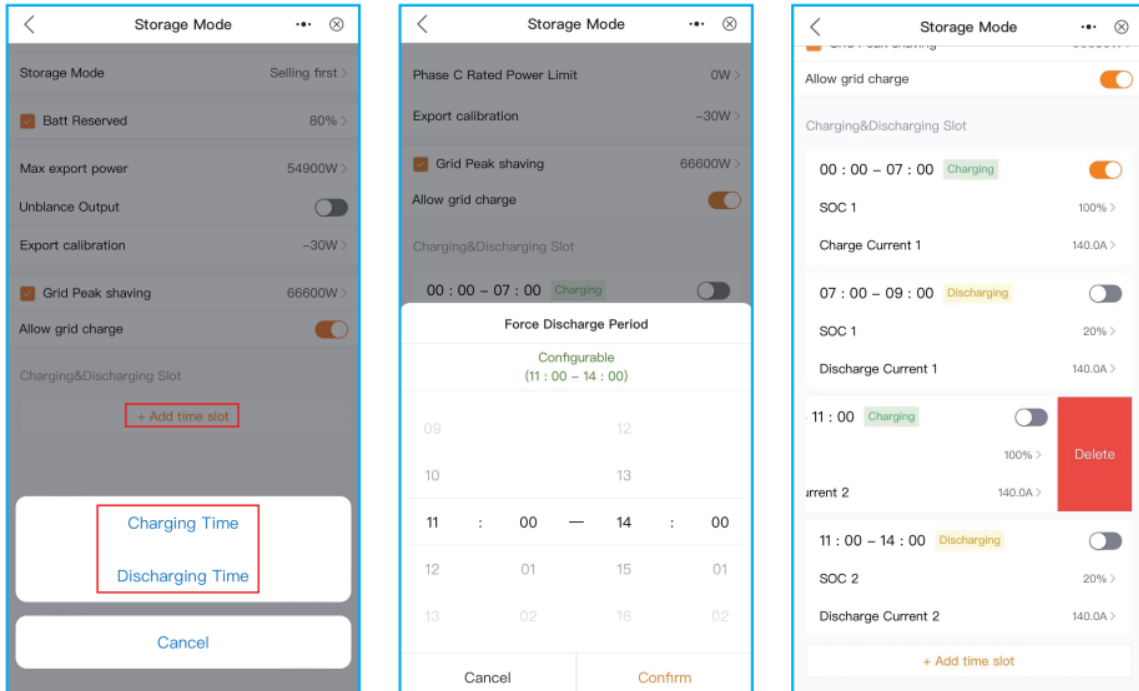 Storage Mode
Storage Mode Selling first >
Batt Reserved 80% >
Max export power 54900W >
Unblance Output
Export calibration -30W >
Grid Peak shaving 66600W >
Allow grid charge
Charging&Discharging Slot
+ Add time slot
Charging Time
Discharging Time
Cancel
Storage Mode
Phase C Rated Power Limit 0W >
Export calibration -30W >
Grid Peak shaving 66600W >
Allow grid charge
Charging&Discharging Slot
00 : 00 – 07 : 00 Charging
Force Discharge Period
Configurable
(11 : 00 – 14 : 00)
09 12
10 13
11 : 00 — 14 : 00
12 01 15 01
13 02 16 02
Cancel Confirm
Storage Mode
Allow grid charge
Charging&Discharging Slot
00 : 00 – 07 : 00 Charging
SOC 1 100% >
Charge Current 1 140.0A >
07 : 00 – 09 : 00 Discharging
SOC 1 20% >
Discharge Current 1 140.0A >
11 : 00 Charging
100% > Delete
urrent 2 140.0A >
11 : 00 – 14 : 00 Discharging
SOC 2 20% >
Discharge Current 2 140.0A >
+ Add time slot